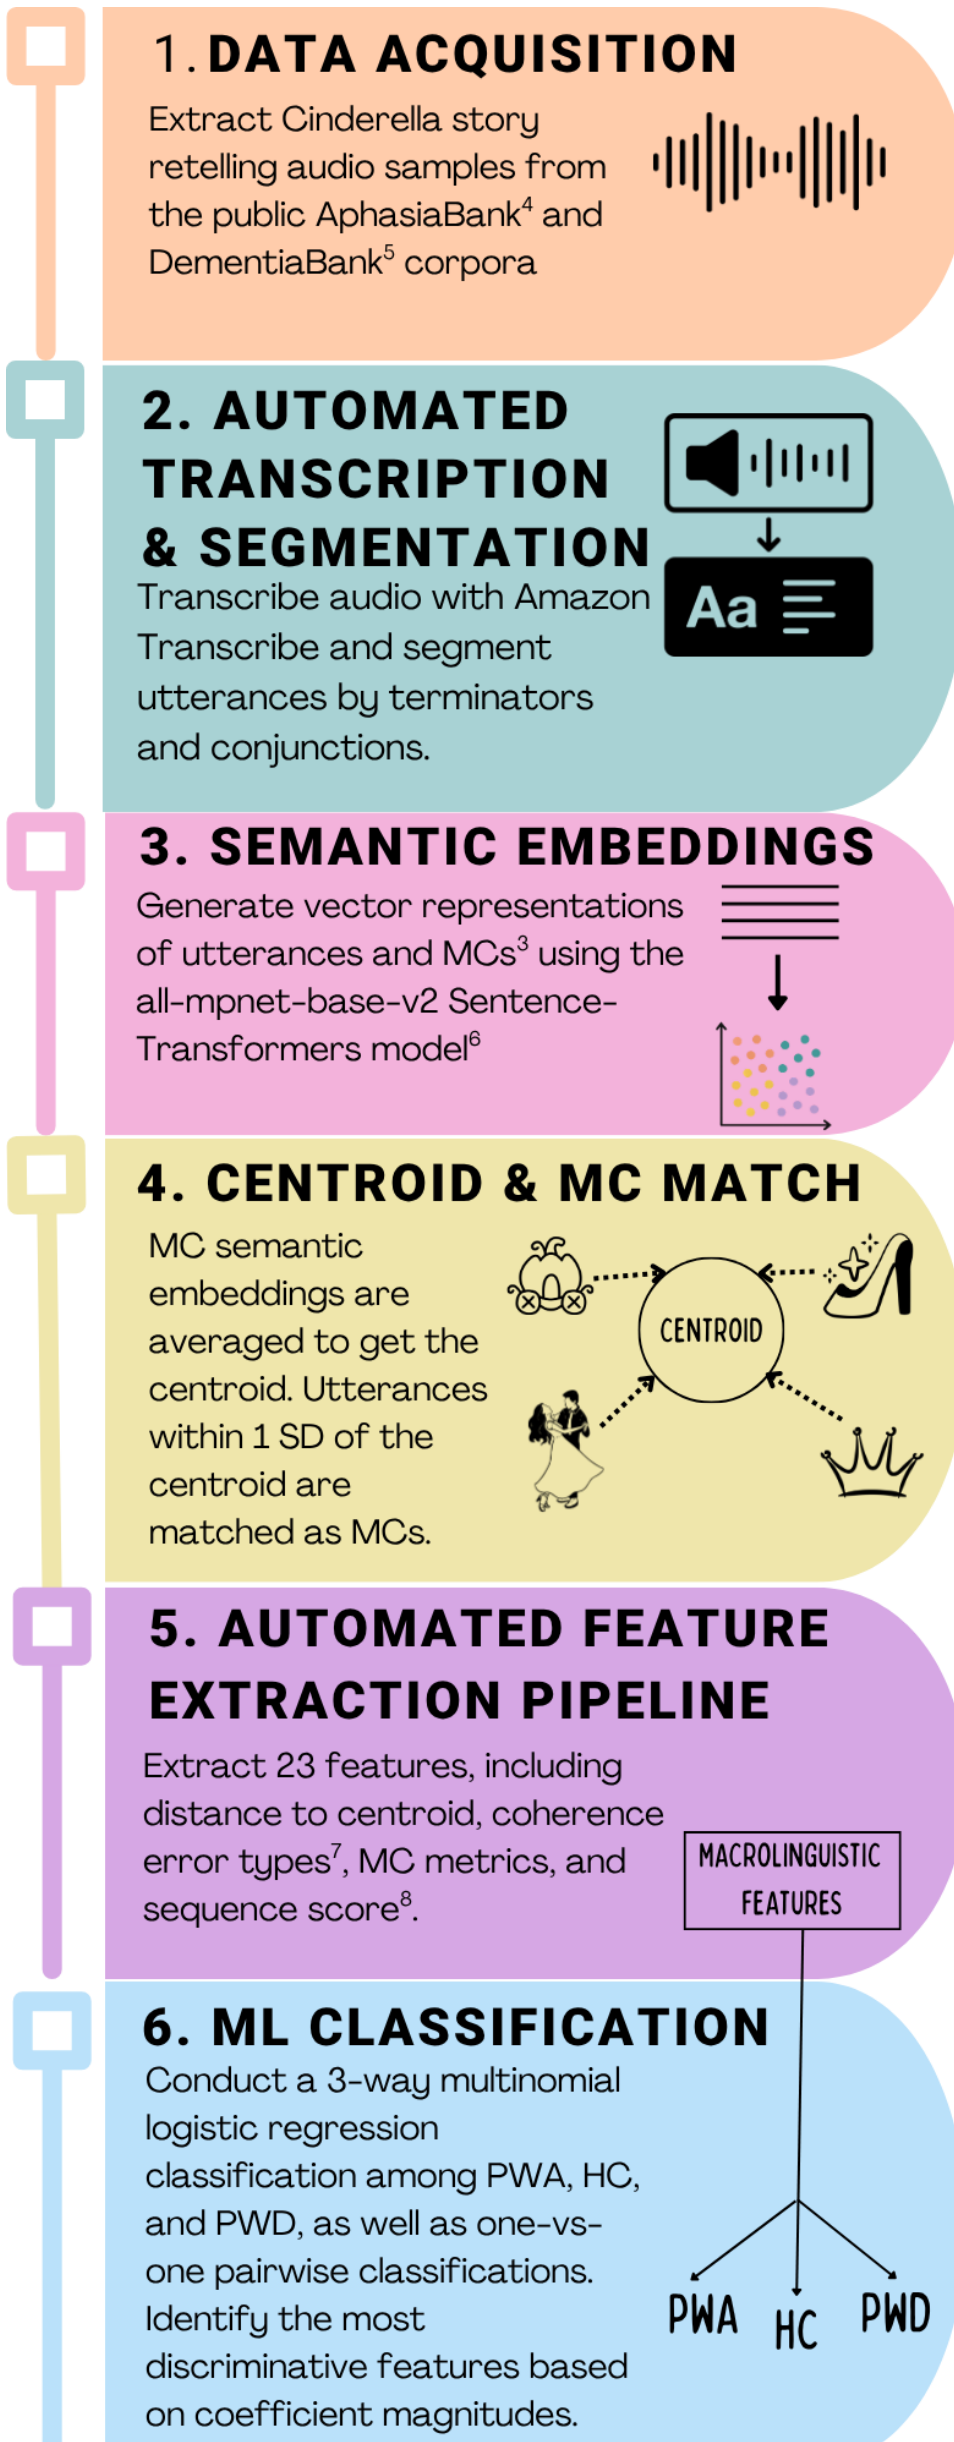 1. DATA ACQUISITION
Extract Cinderella story
retelling audio samples from
the public AphasiaBank⁴ and
DementiaBank⁵ corpora
2. AUTOMATED
TRANSCRIPTION
& SEGMENTATION
Transcribe audio with Amazon
Transcribe and segment
utterances by terminators
and conjunctions.
Aa
3. SEMANTIC EMBEDDINGS
Generate vector representations
of utterances and MCs³ using the
all-mpnet-base-v2 Sentence-
Transformers model⁶
4. CENTROID & MC MATCH
MC semantic
embeddings are
averaged to get the
centroid. Utterances
within 1 SD of the
centroid are
matched as MCs.
CENTROID
5. AUTOMATED FEATURE
EXTRACTION PIPELINE
Extract 23 features, including
distance to centroid, coherence
error types⁷, MC metrics, and
sequence score⁸.
MACROLINGUISTIC
FEATURES
6. ML CLASSIFICATION
Conduct a 3-way multinomial
logistic regression
classification among PWA, HC,
and PWD, as well as one-vs-
one pairwise classifications.
Identify the most
discriminative features based
on coefficient magnitudes.
PWA
HC
PWD